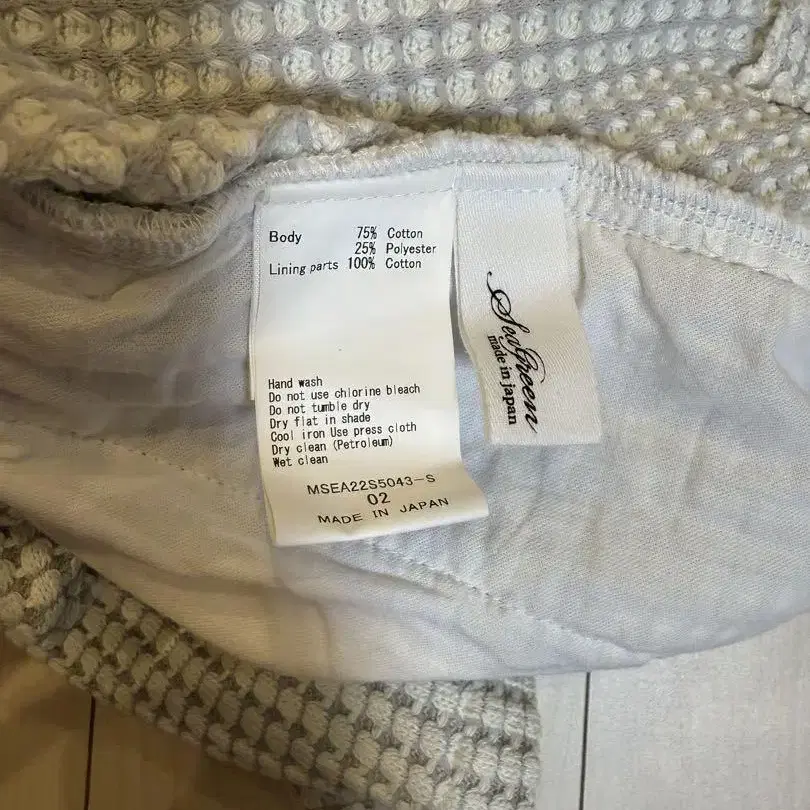 Body 75% Cotton
25% Polyester
Lining parts 100% Cotton
Hand wash
Do not use chlorine bleach
Do not tumble dry
Dry flat in shade
Cool iron Use press cloth
Dry clean (Petroleum)
Wet clean
MSEA22S5043-S
02
MADE IN JAPAN
SeaGreen
made in japan